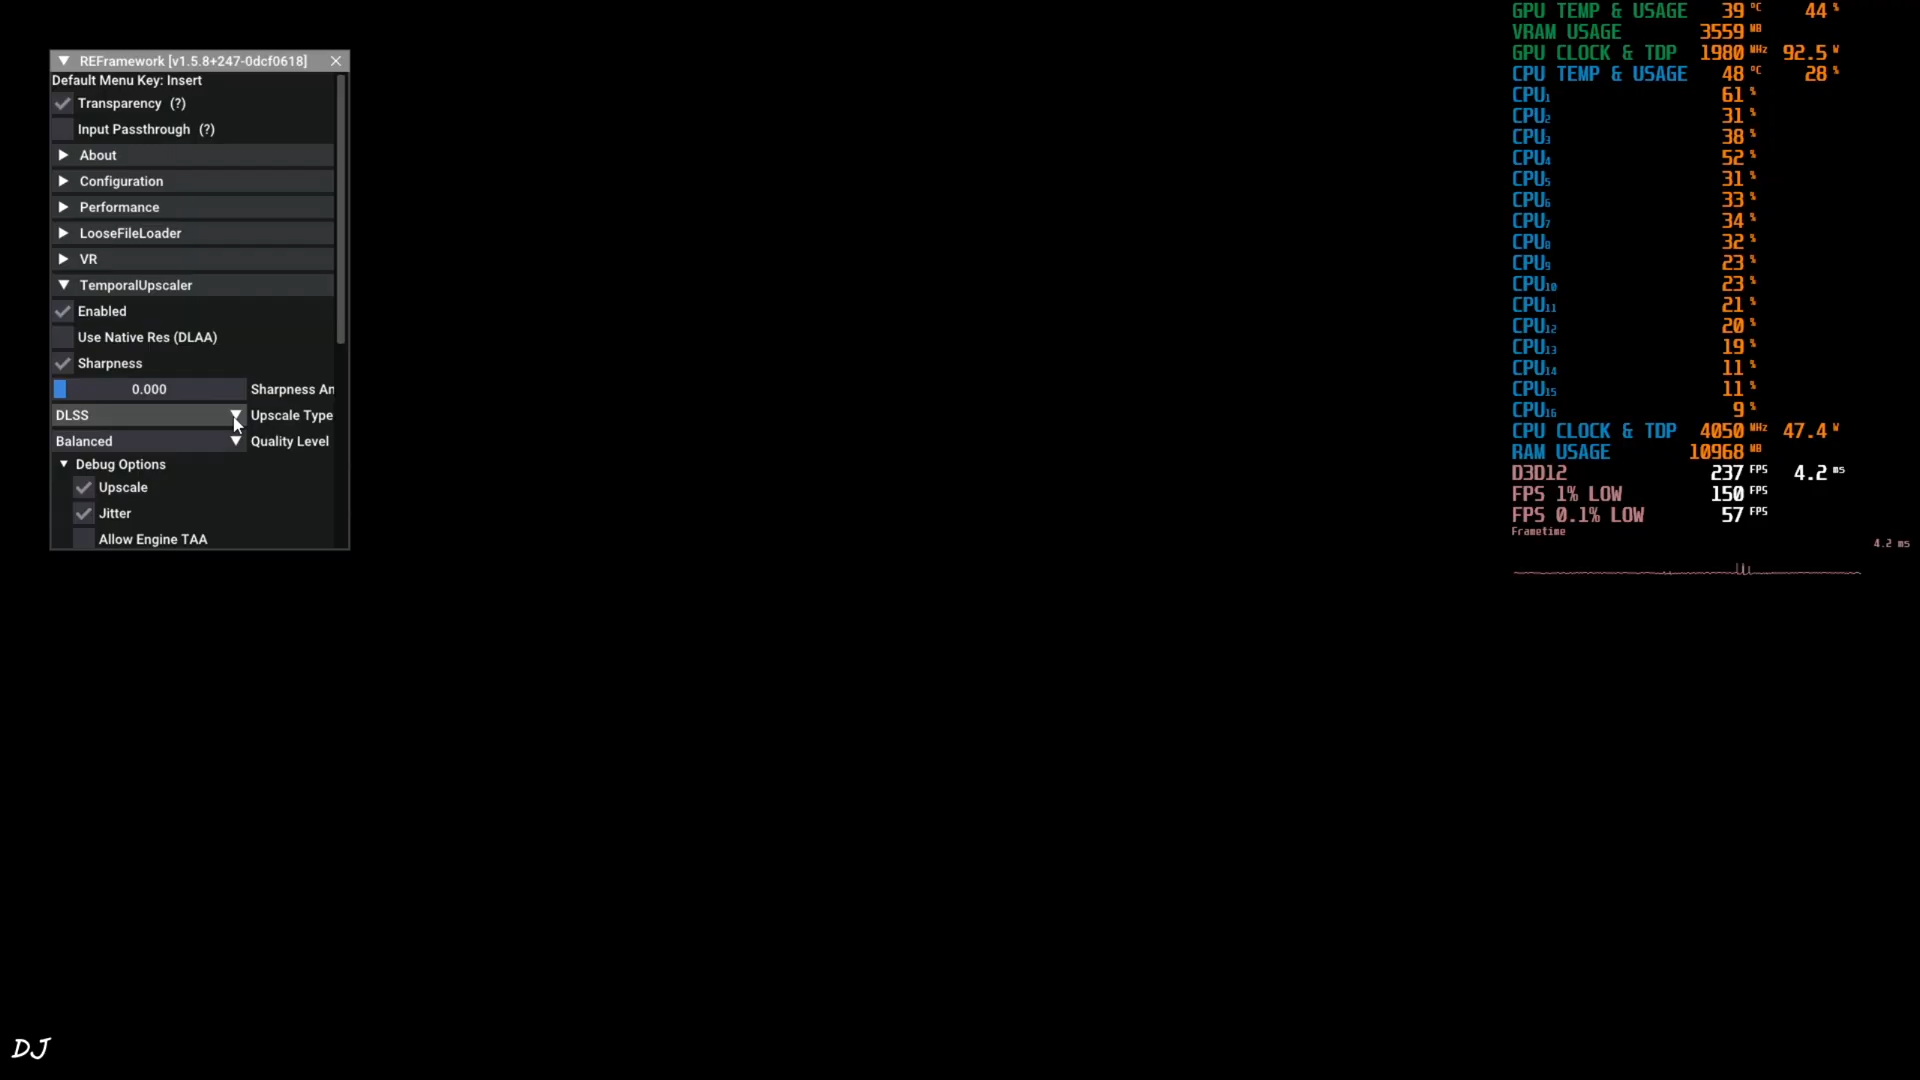 REFramework [v1.5.8+247-0dcf0618]
Default Menu Key: Insert
Transparency (?)
Input Passthrough (?)
About
Configuration
Performance
LooseFileLoader
VR
TemporalUpscaler
Enabled
Use Native Res (DLAA)
Sharpness
0.000 Sharpness An
DLSS Upscale Type
Balanced Quality Level
Debug Options
Upscale
Jitter
Allow Engine TAA
GPU TEMP & USAGE 39 °C 44 %
VRAM USAGE 3559 MB
GPU CLOCK & TDP 1980 MHz 92.5 W
CPU TEMP & USAGE 48 °C 28 %
CPU1 61 %
CPU2 31 %
CPU3 38 %
CPU4 52 %
CPU5 31 %
CPU6 33 %
CPU7 34 %
CPU8 32 %
CPU9 23 %
CPU10 23 %
CPU11 21 %
CPU12 20 %
CPU13 19 %
CPU14 11 %
CPU15 11 %
CPU16 9 %
CPU CLOCK & TDP 4050 MHz 47.4 W
RAM USAGE 10968 MB
D3D12 237 FPS 4.2 ms
FPS 1% LOW 150 FPS
FPS 0.1% LOW 57 FPS
Frametime
4.2 ms
DJ